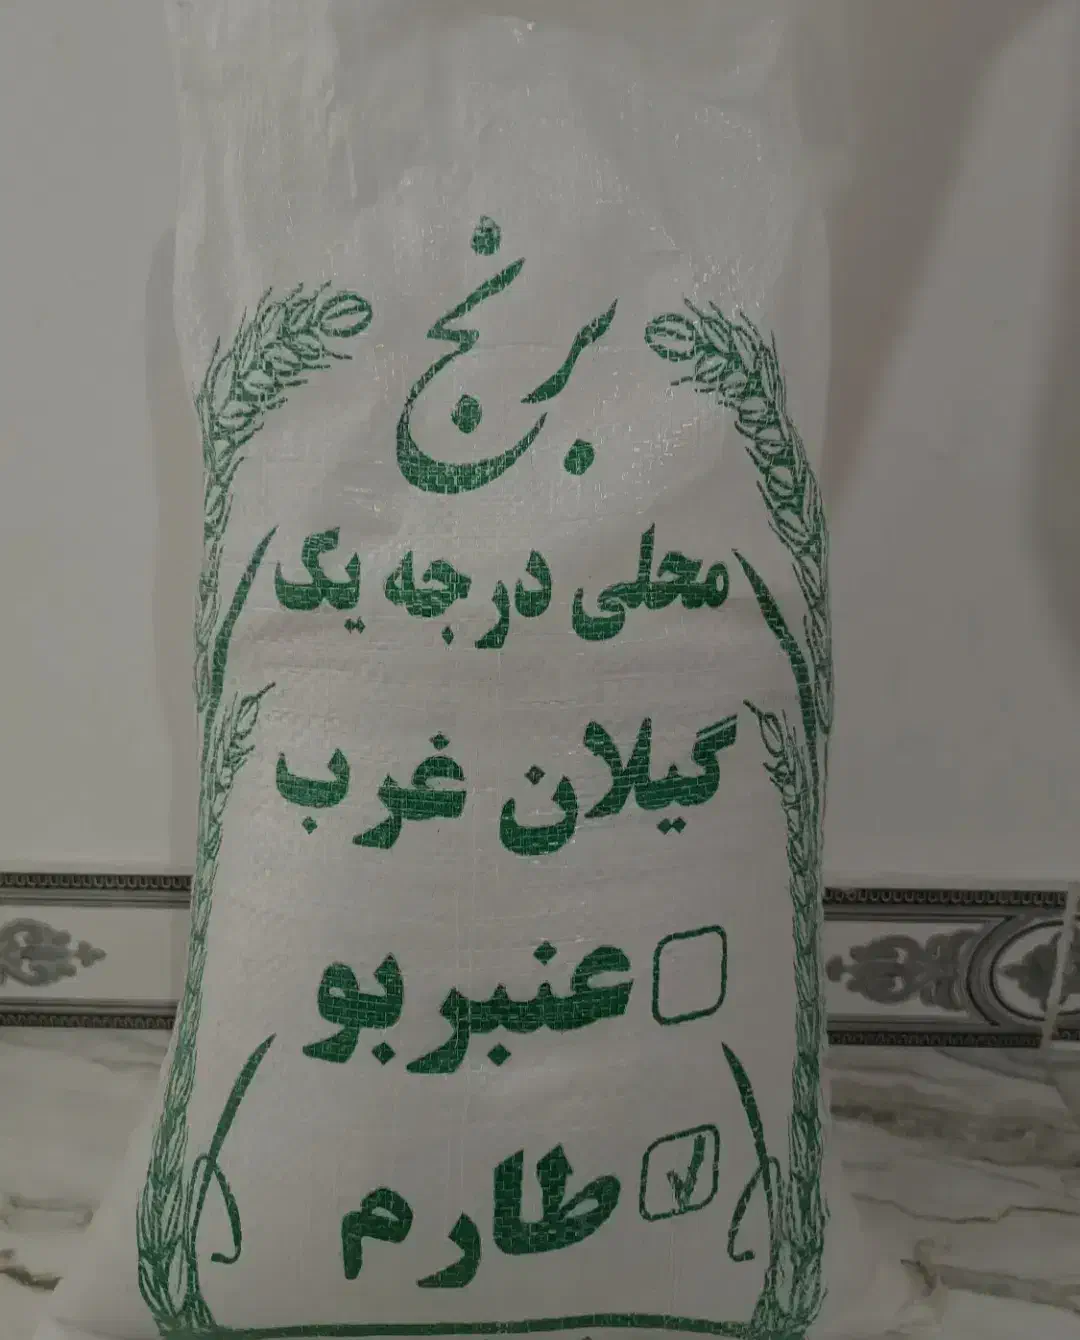 برنج
محلی درجه یک
گیلان غرب
عنبربو
طارم